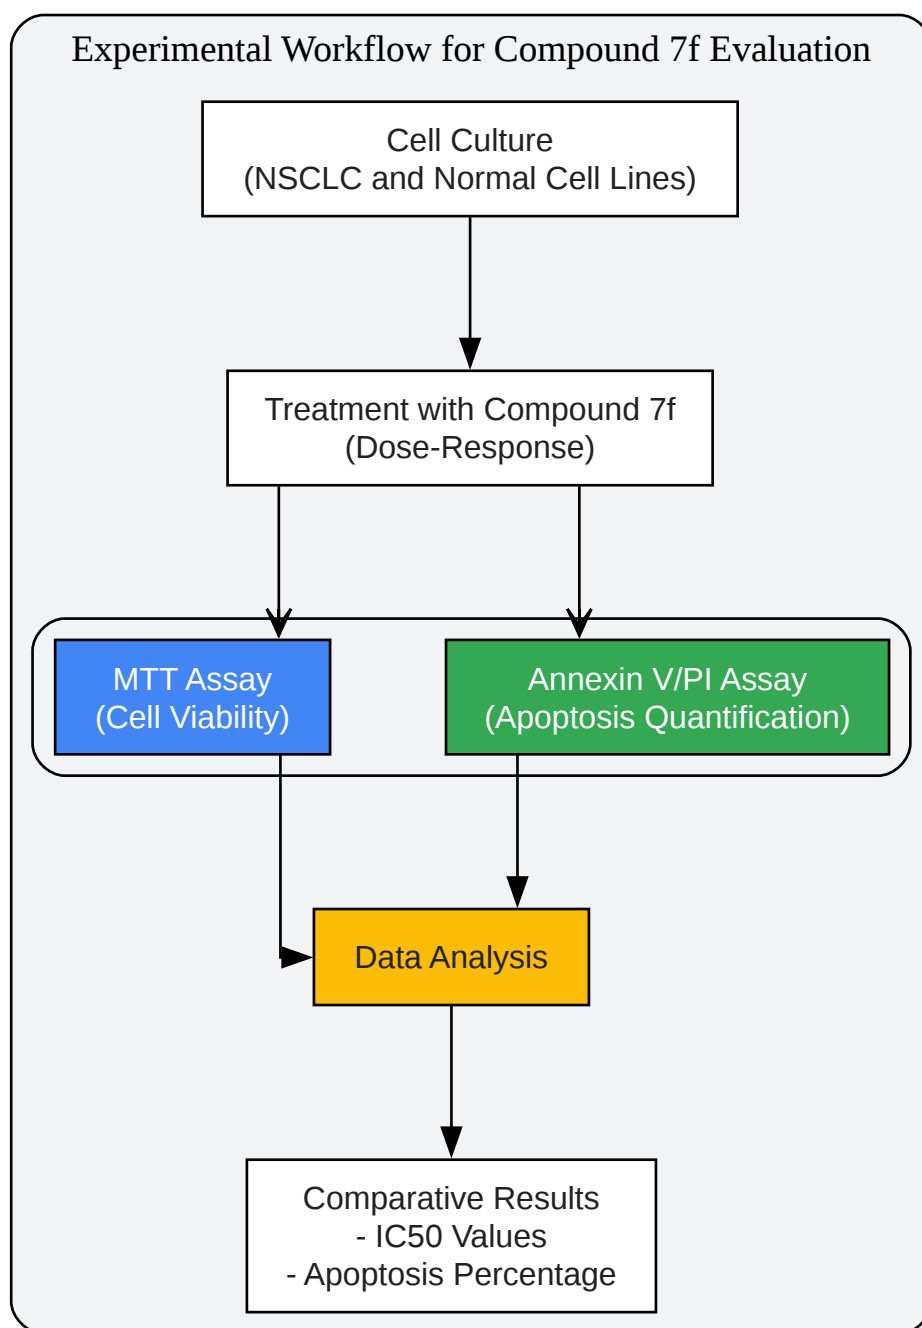 Experimental Workflow for Compound 7f Evaluation
Cell Culture
(NSCLC and Normal Cell Lines)
Treatment with Compound 7f
(Dose-Response)
MTT Assay
(Cell Viability)
Annexin V/PI Assay
(Apoptosis Quantification)
Data Analysis
Comparative Results
- IC50 Values
- Apoptosis Percentage